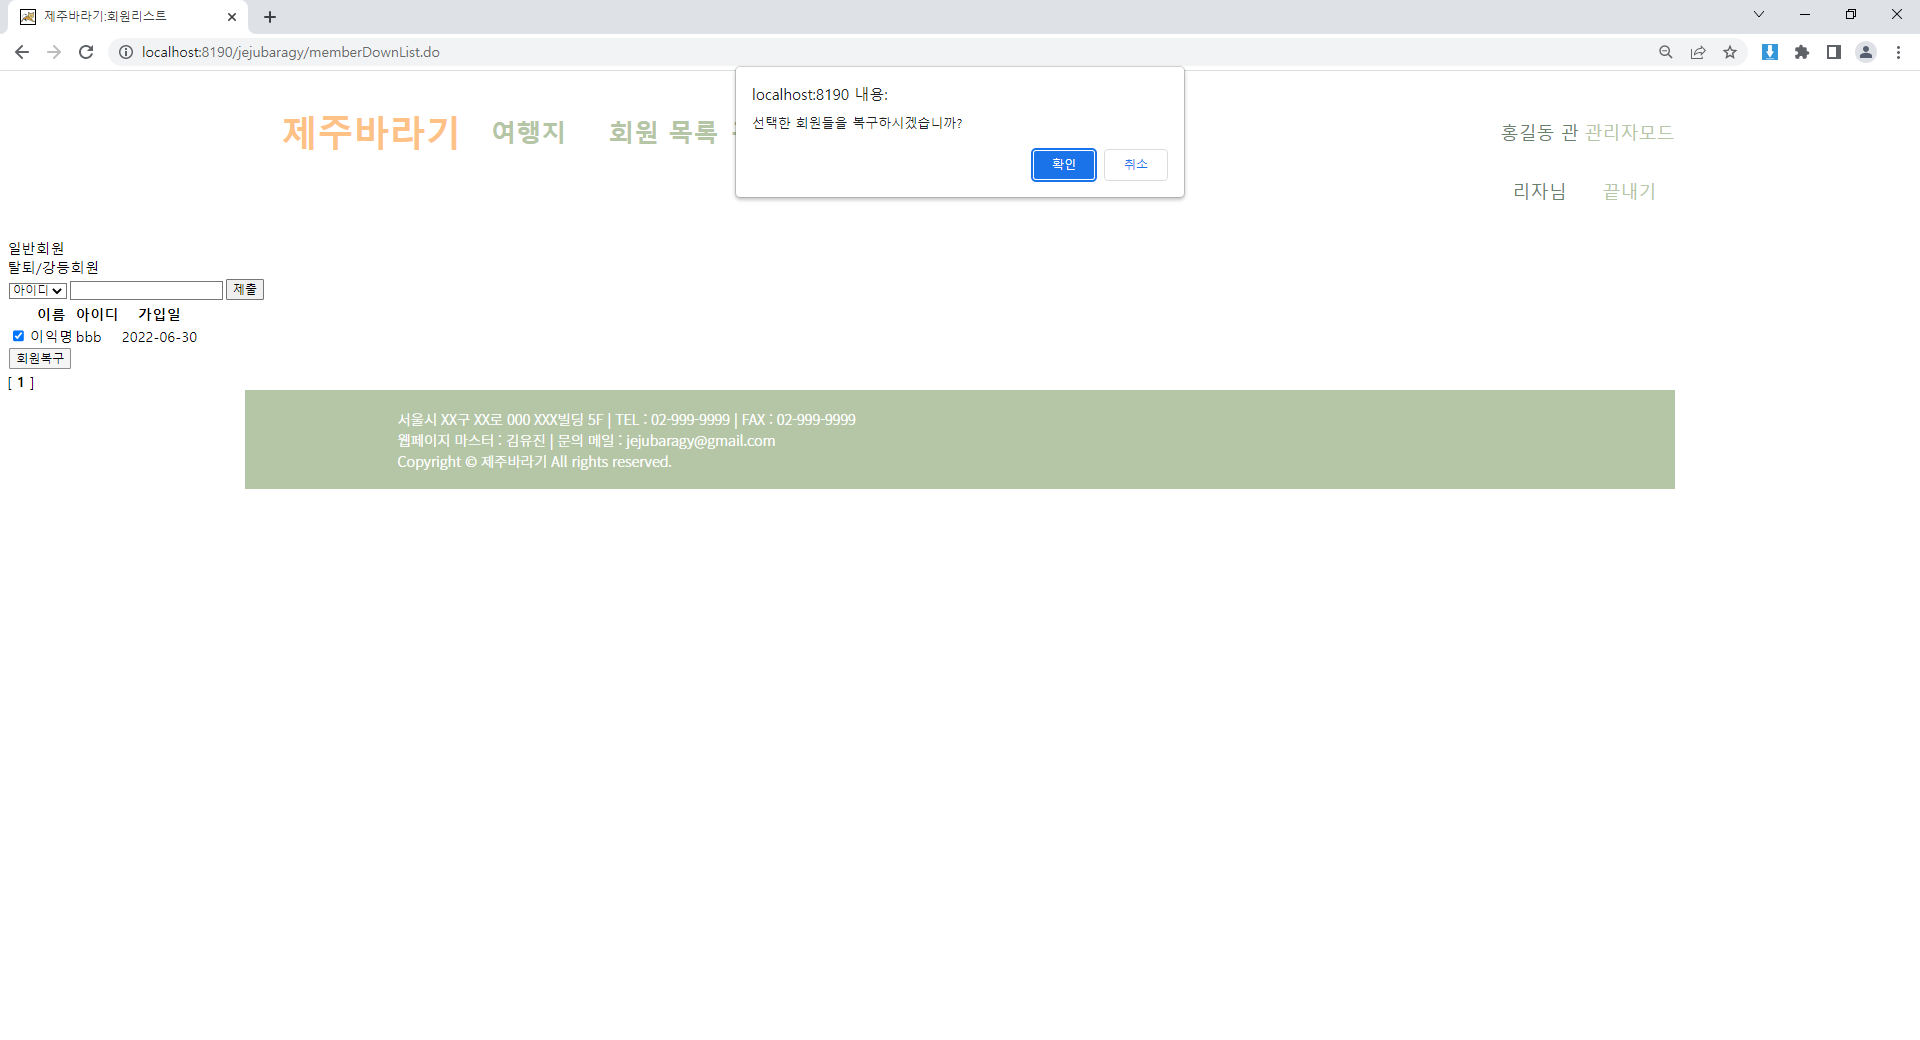 제주바라기:회원리스트
localhost:8190/jejubaragy/memberDownList.do
localhost:8190 내용:
선택한 회원들을 복구하시겠습니까?
확인 취소
제주바라기 여행지 회원 목록
홍길동 관 관리자모드
리자님 끝내기
일반회원
탈퇴/강등회원
아이디 제출
이름 아이디 가입일
이익명 bbb 2022-06-30
회원복구
[ 1 ]
서울시 XX구 XX로 000 XXX빌딩 5F | TEL : 02-999-9999 | FAX : 02-999-9999
웹페이지 마스터 : 김유진 | 문의 메일 : jejubaragy@gmail.com
Copyright © 제주바라기 All rights reserved.